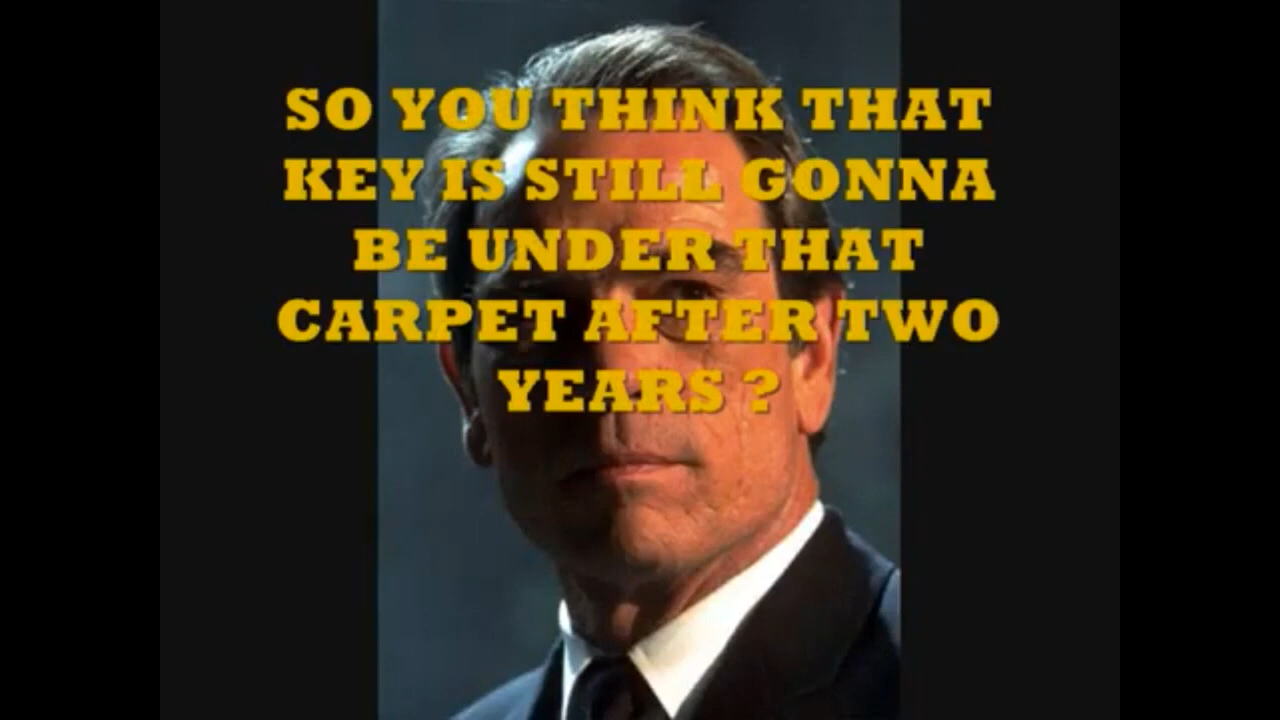 SO YOU THINK THAT
KEY IS STILL GONNA
BE UNDER THAT
CARPET AFTER TWO
YEARS ?